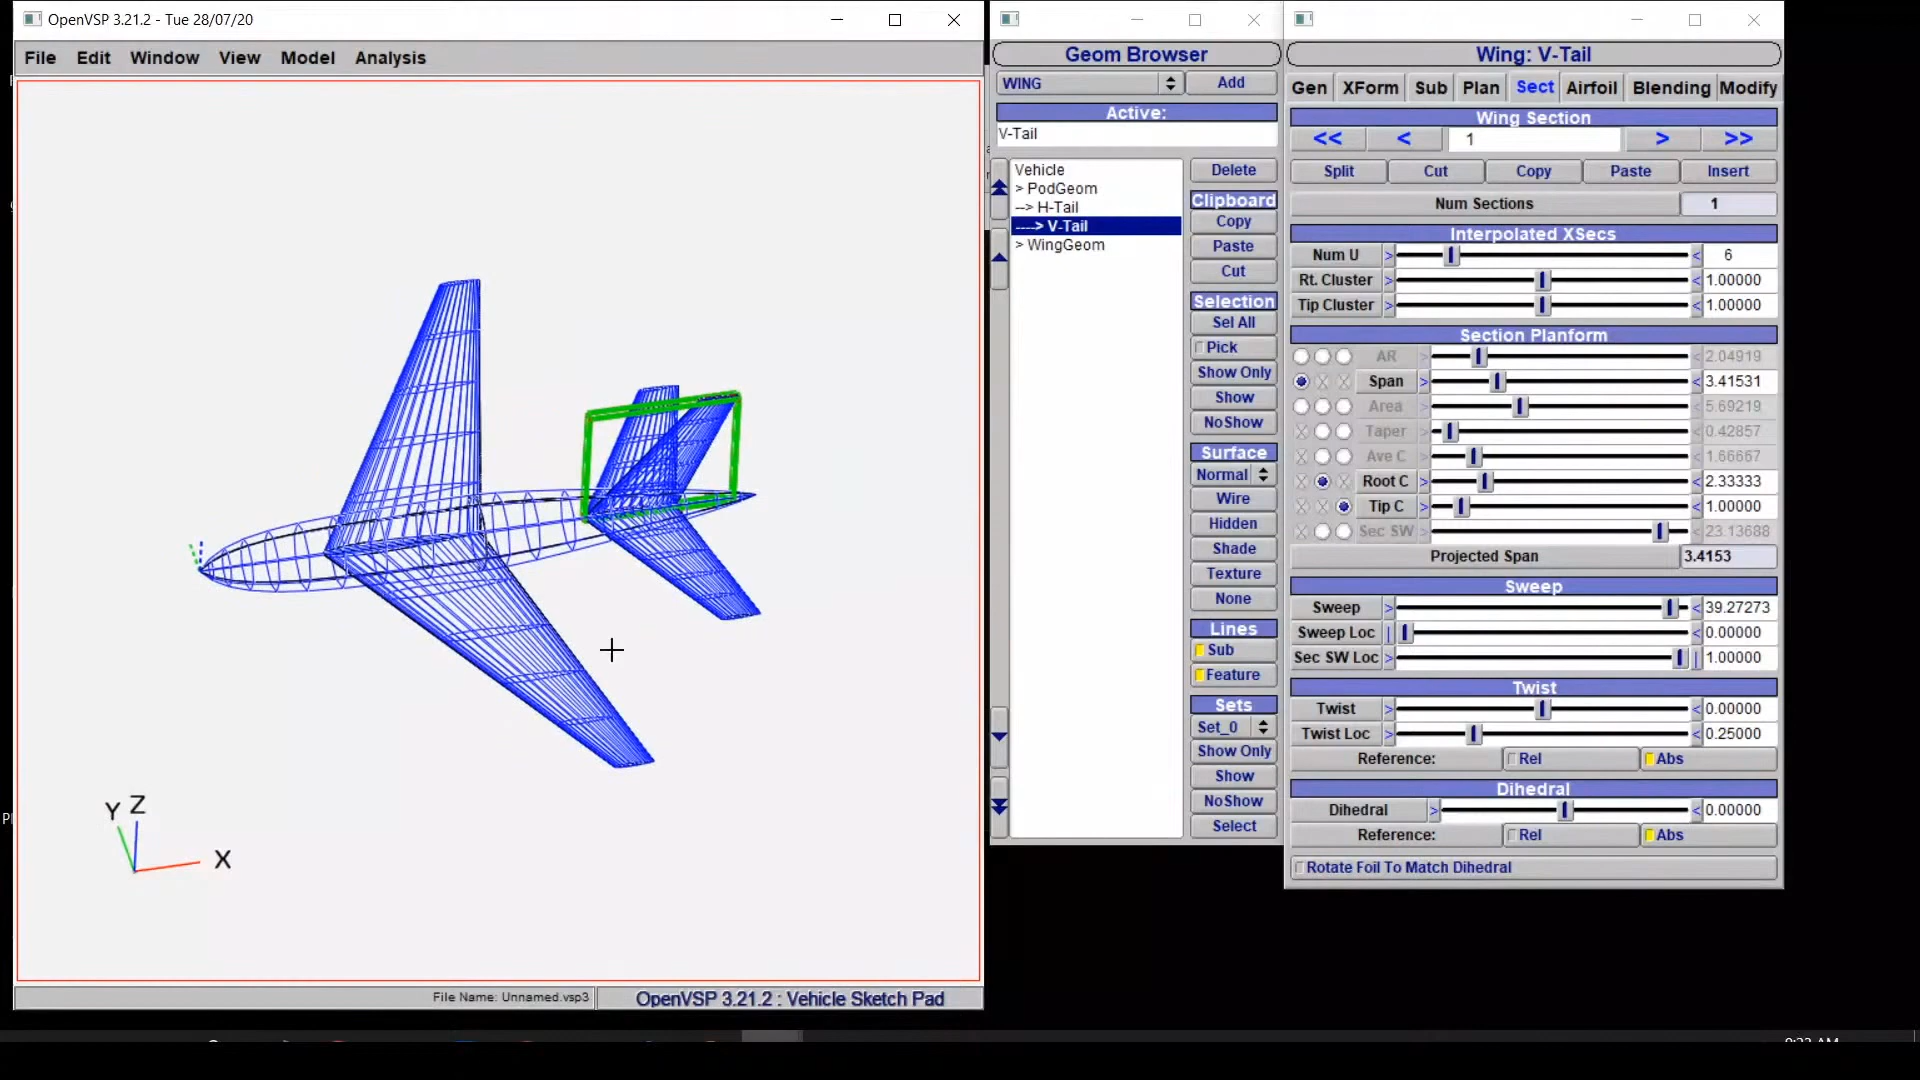 OpenVSP 3.21.2 - Tue 28/07/20
File Edit Window View Model Analysis
Y Z
X
File Name: Unnamed.vsp3
OpenVSP 3.21.2 : Vehicle Sketch Pad
Geom Browser
WING Add
Active:
V-Tail
Vehicle
> PodGeom
--> H-Tail
----> V-Tail
> WingGeom
Delete
Clipboard
Copy
Paste
Cut
Selection
Sel All
Pick
Show Only
Show
NoShow
Surface
Normal
Wire
Hidden
Shade
Texture
None
Lines
Sub
Feature
Sets
Set_0
Show Only
Show
NoShow
Select
Wing: V-Tail
Gen XForm Sub Plan Sect Airfoil Blending Modify
Wing Section
<< < 1 > >>
Split Cut Copy Paste Insert
Num Sections 1
Interpolated XSecs
Num U > < 6
Rt. Cluster > < 1.00000
Tip Cluster > < 1.00000
Section Planform
AR > < 2.04919
X X Span > < 3.41531
Area > < 5.69219
X Taper > < 0.42857
X Ave C > < 1.66667
X X Root C > < 2.33333
X X Tip C > < 1.00000
X Sec SW > < 23.13688
Projected Span 3.4153
Sweep
Sweep > < 39.27273
Sweep Loc | < 0.00000
Sec SW Loc > | 1.00000
Twist
Twist > < 0.00000
Twist Loc > < 0.25000
Reference: Rel Abs
Dihedral
Dihedral > < 0.00000
Reference: Rel Abs
Rotate Foil To Match Dihedral